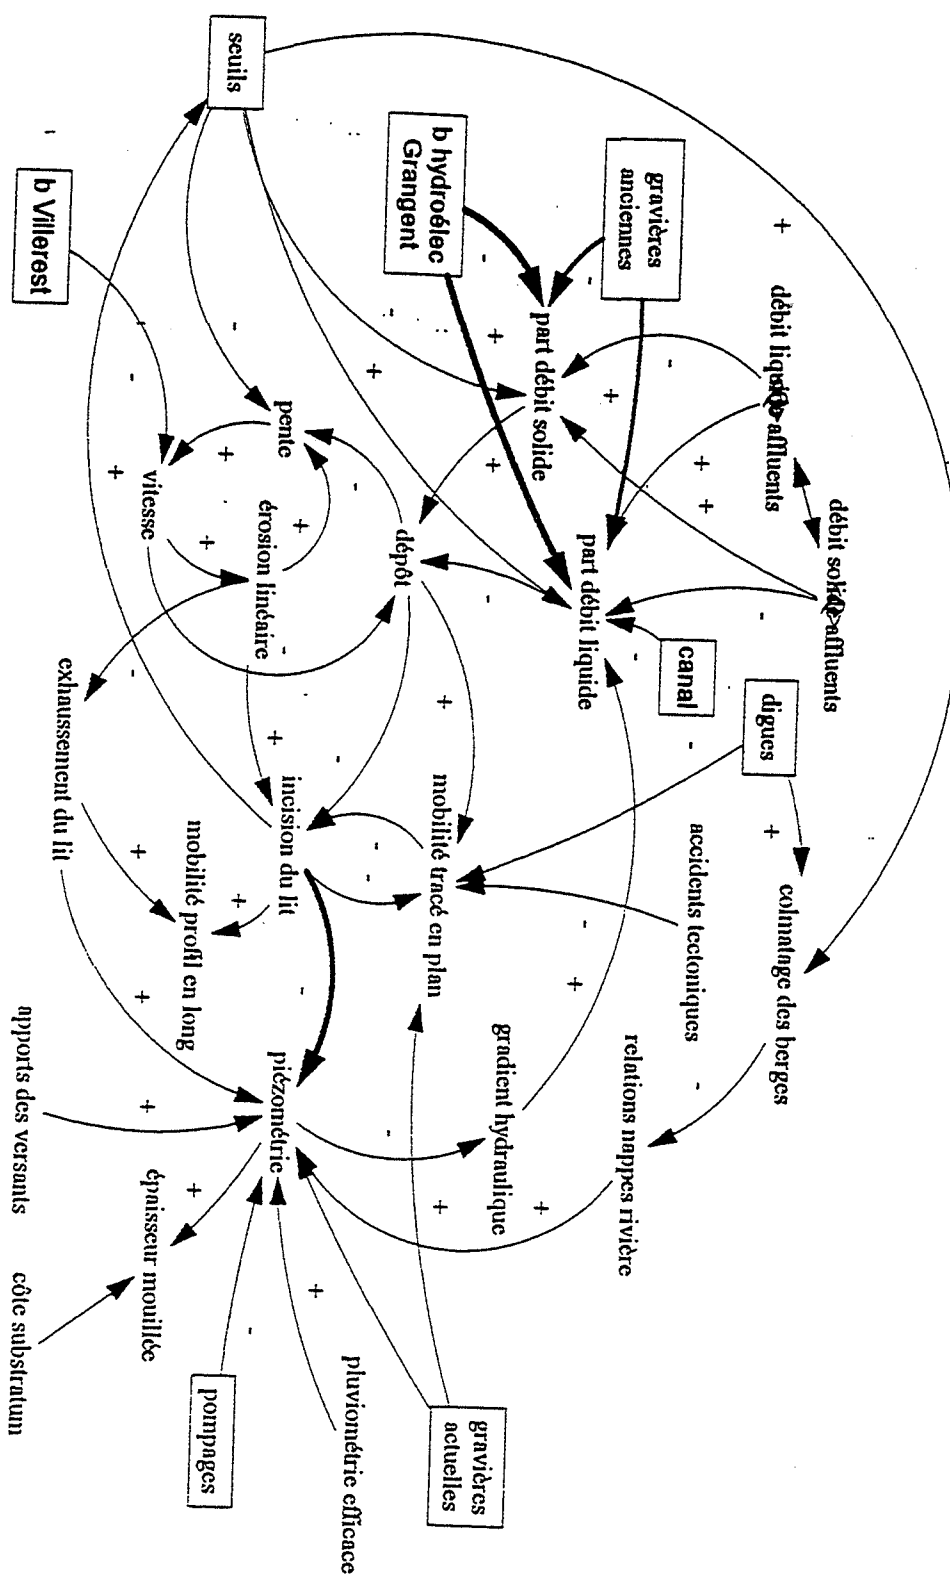 débit solide affluents
débit liquide affluents
digues
colmatage des berges
canal
accidents tectoniques
gravières
anciennes
relations nappes rivière
part débit liquide
part débit solide
gradient hydraulique
gravières
actuelles
b hydroélec
Grangent
mobilité tracé en plan
dépôt
pluviométrie efficace
pente
érosion linéaire
incision du lit
piézométrie
seuils
mobilité profil en long
pompages
vitesse
épaisseur mouillée
exhaussement du lit
b Villerest
apports des versants
côte substratum